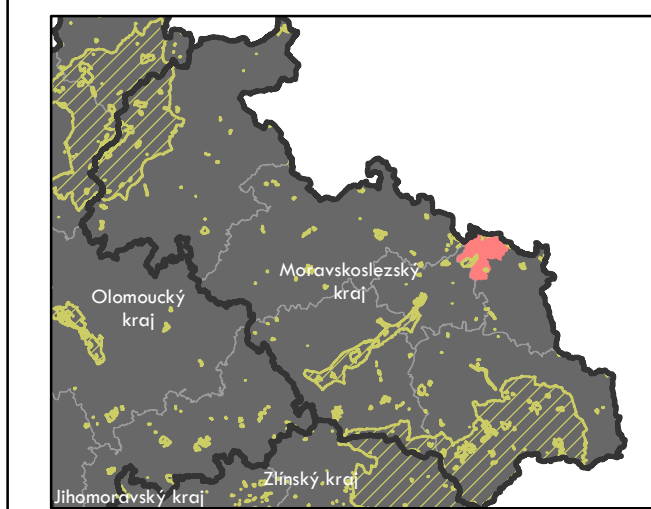 Moravskoslezský
kraj
Olomoucký
kraj
Zlínský kraj
Jihomoravský kraj